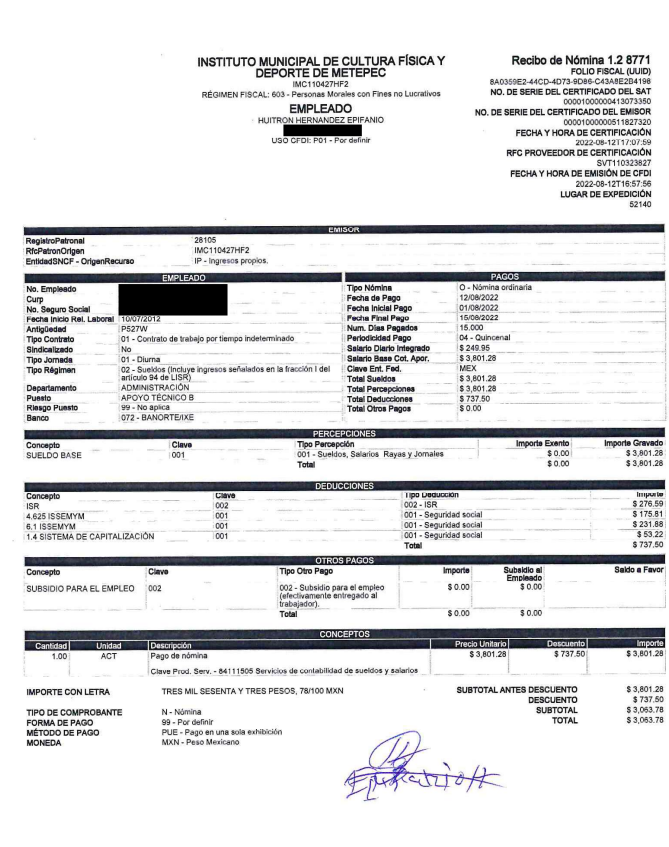 INSTITUTO MUNICIPAL DE CULTURA FÍSICA Y
DEPORTE DE METEPEC
IMC110427HF2
RÉGIMEN FISCAL: 603 - Personas Morales con Fines no Lucrativos
EMPLEADO
HUITRON HERNANDEZ EPIFANIO
USO CFDI: P01 - Por definir
Recibo de Nómina 1.2 8771
FOLIO FISCAL (UUID)
8A0359E2-44CD-4D73-9D86-C43A8E2B4198
NO. DE SERIE DEL CERTIFICADO DEL SAT
00001000000413073350
NO. DE SERIE DEL CERTIFICADO DEL EMISOR
00001000000511827320
FECHA Y HORA DE CERTIFICACIÓN
2022-08-12T17:07:59
RFC PROVEEDOR DE CERTIFICACIÓN
SVT110323827
FECHA Y HORA DE EMISIÓN DE CFDI
2022-08-12T16:57:56
LUGAR DE EXPEDICIÓN
52140
EMISOR
RegistroPatronal 28105
RfcPatronOrigen IMC110427HF2
EntidadSNCF - OrigenRecurso IP - Ingresos propios.
EMPLEADO
No. Empleado
Curp
No. Seguro Social
Fecha Inicio Rel. Laboral 10/07/2012
Antigüedad P527W
Tipo Contrato 01 - Contrato de trabajo por tiempo indeterminado
Sindicalizado No
Tipo Jornada 01 - Diurna
Tipo Régimen 02 - Sueldos (Incluye ingresos señalados en la fracción I del
artículo 94 de LISR)
Departamento ADMINISTRACIÓN
Puesto APOYO TÉCNICO B
Riesgo Puesto 99 - No aplica
Banco 072 - BANORTE/IXE
PAGOS
Tipo Nómina O - Nómina ordinaria
Fecha de Pago 12/08/2022
Fecha Inicial Pago 01/08/2022
Fecha Final Pago 15/08/2022
Num. Días Pagados 15.000
Periodicidad Pago 04 - Quincenal
Salario Diario Integrado $ 249.95
Salario Base Cot. Apor. $ 3,801.28
Clave Ent. Fed. MEX
Total Sueldos $ 3,801.28
Total Percepciones $ 3,801.28
Total Deducciones $ 737.50
Total Otros Pagos $ 0.00
PERCEPCIONES
Concepto Clave Tipo Percepción Importe Exento Importe Gravado
SUELDO BASE 001 001 - Sueldos, Salarios Rayas y Jornales $ 0.00 $ 3,801.28
Total $ 0.00 $ 3,801.28
DEDUCCIONES
Concepto Clave Tipo Deducción Importe
ISR 002 002 - ISR $ 276.59
4.625 ISSEMYM 001 001 - Seguridad social $ 175.81
6.1 ISSEMYM 001 001 - Seguridad social $ 231.88
1.4 SISTEMA DE CAPITALIZACIÓN 001 001 - Seguridad social $ 53.22
Total $ 737.50
OTROS PAGOS
Concepto Clave Tipo Otro Pago Importe Subsidio al Empleado Saldo a Favor
SUBSIDIO PARA EL EMPLEO 002 002 - Subsidio para el empleo (efectivamente entregado al trabajador). $ 0.00 $ 0.00
Total $ 0.00 $ 0.00
CONCEPTOS
Cantidad Unidad Descripción Precio Unitario Descuento Importe
1.00 ACT Pago de nómina $ 3,801.28 $ 737.50 $ 3,801.28
Clave Prod. Serv. - 84111505 Servicios de contabilidad de sueldos y salarios
IMPORTE CON LETRA TRES MIL SESENTA Y TRES PESOS, 78/100 MXN
TIPO DE COMPROBANTE N - Nómina
FORMA DE PAGO 99 - Por definir
MÉTODO DE PAGO PUE - Pago en una sola exhibición
MONEDA MXN - Peso Mexicano
SUBTOTAL ANTES DESCUENTO $ 3,801.28
DESCUENTO $ 737.50
SUBTOTAL $ 3,063.78
TOTAL $ 3,063.78